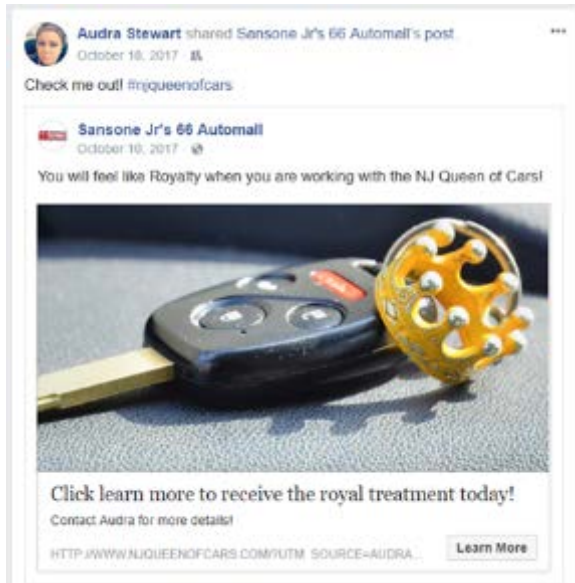 Audra Stewart shared Sansone Jr's 66 Automall's post.
October 18, 2017
Check me out! #njqueenofcars
Sansone Jr's 66 Automall
October 10, 2017
You will feel like Royalty when you are working with the NJ Queen of Cars!
Click learn more to receive the royal treatment today!
Contact Audra for more details!
HTTP://WWW.NJQUEENOFCARS.COM/?UTM_SOURCE=AUDRA...
Learn More